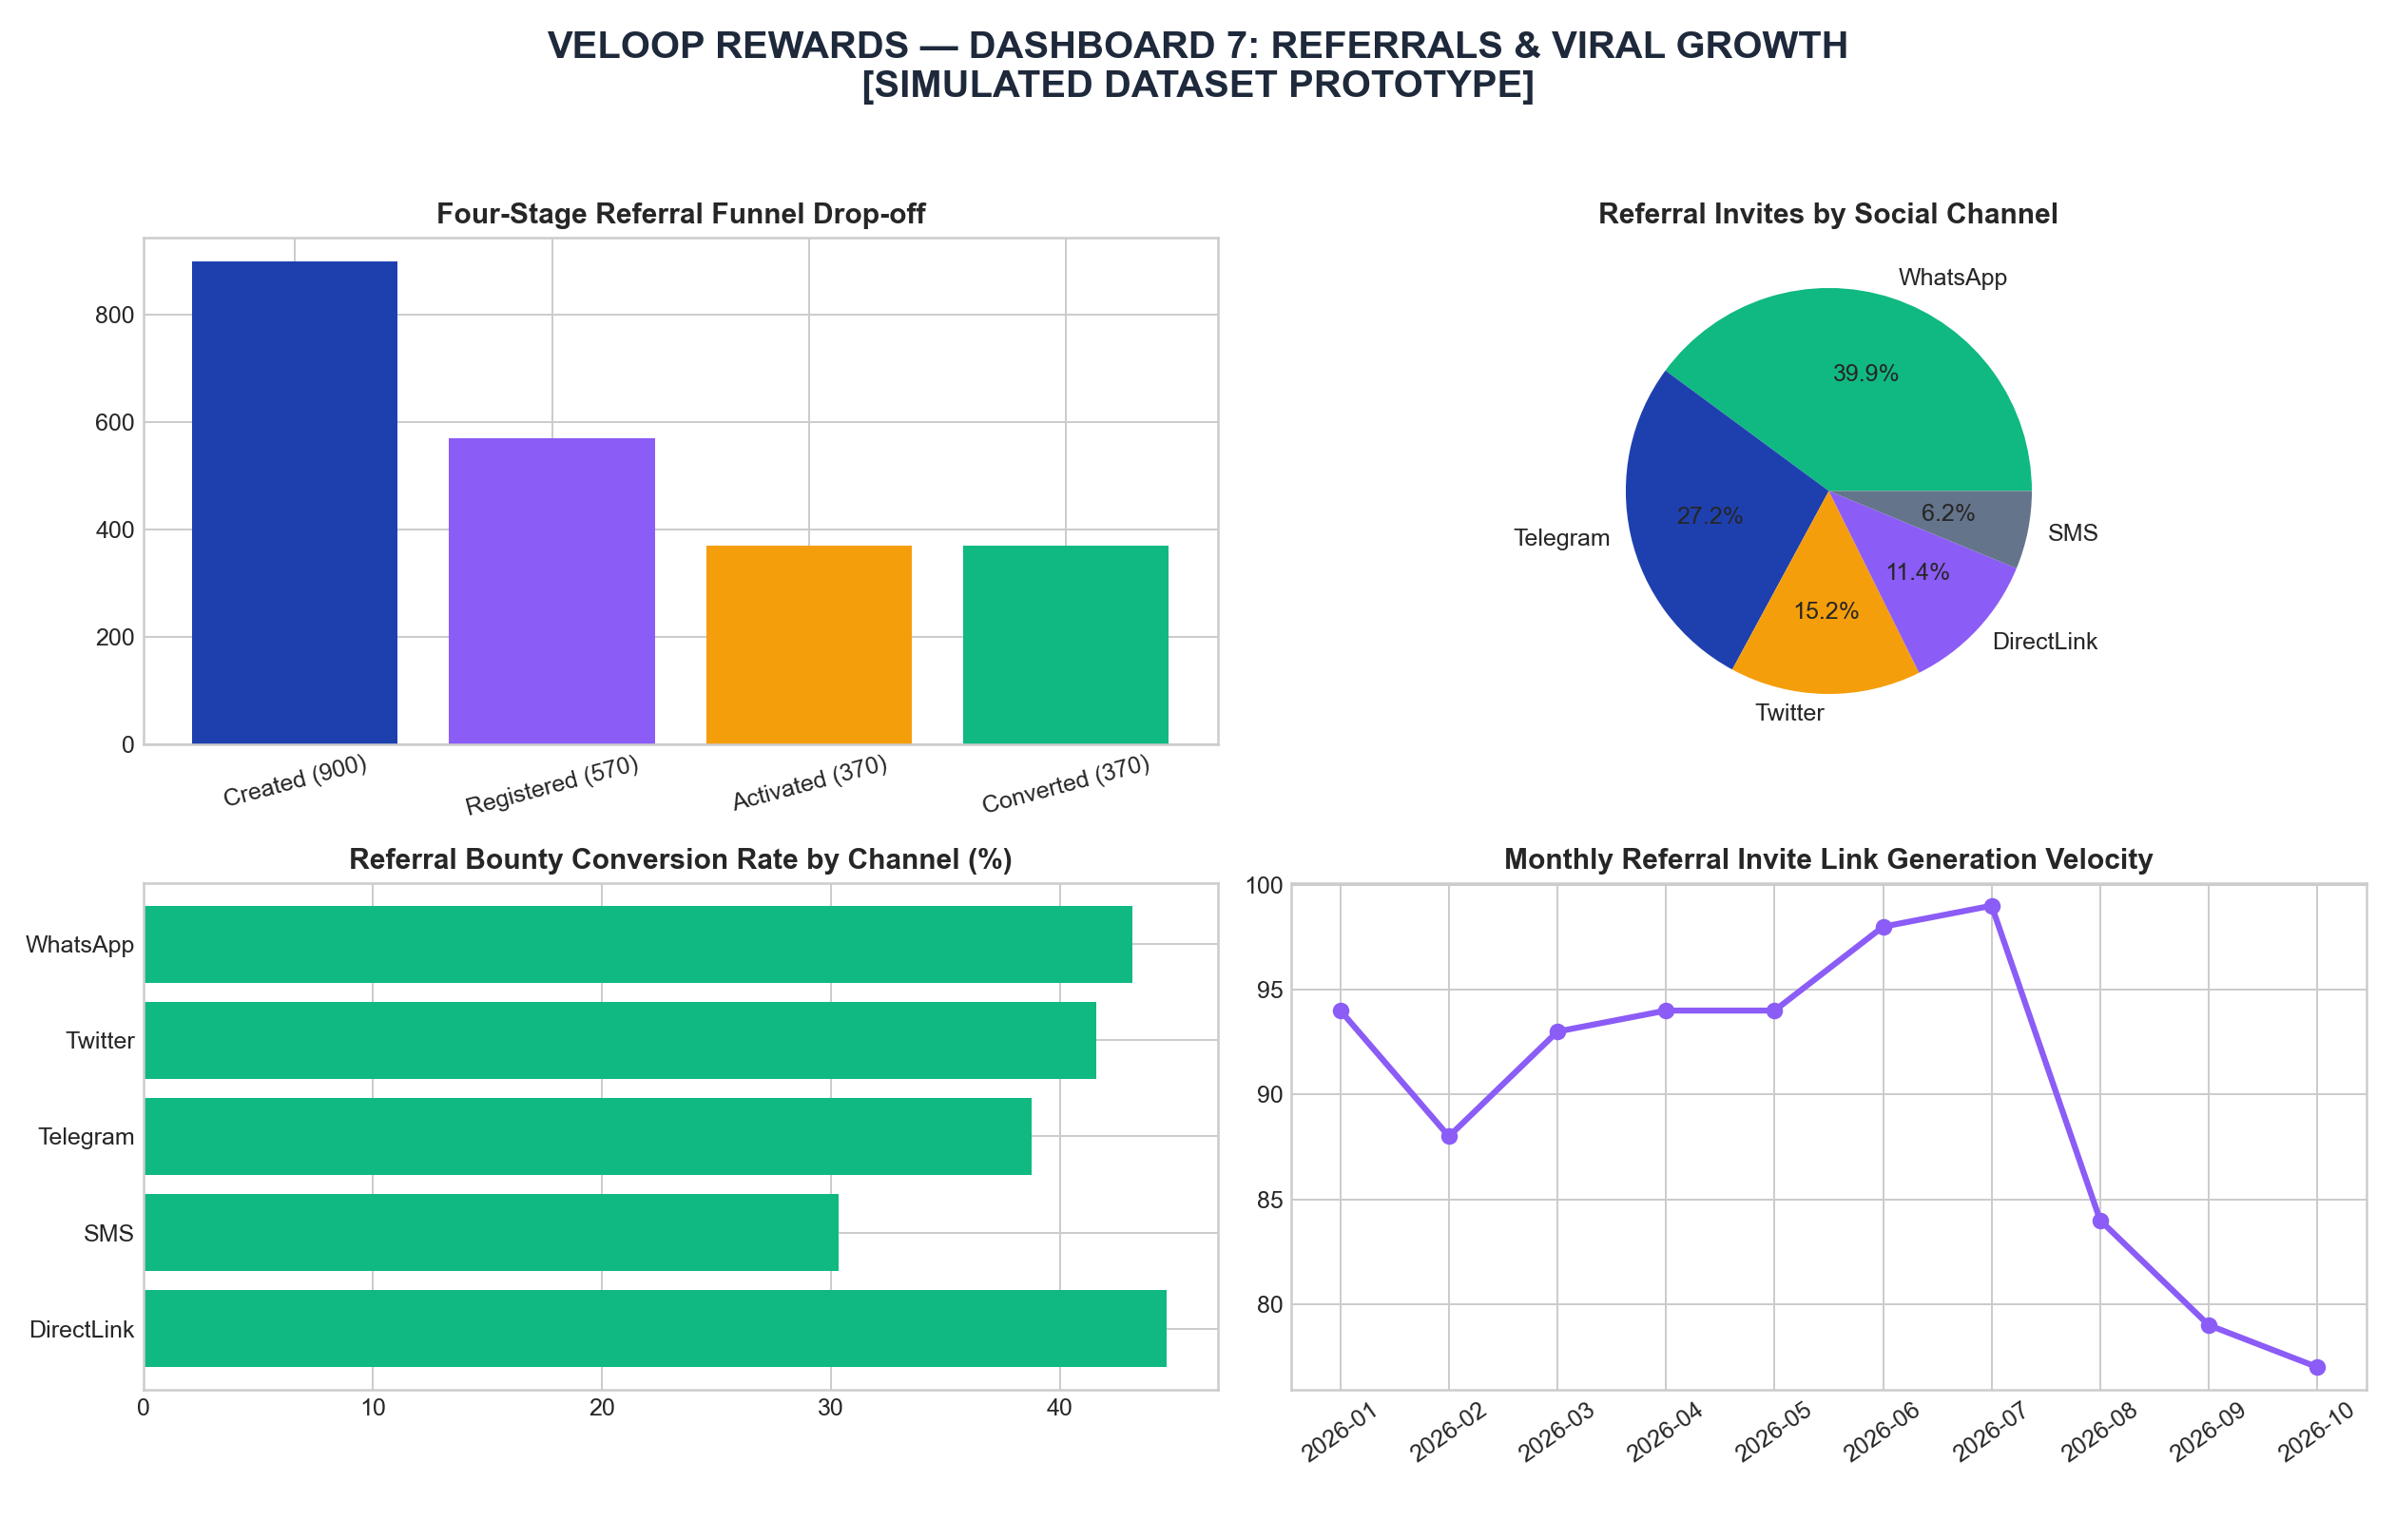 VELOOP REWARDS — DASHBOARD 7: REFERRALS & VIRAL GROWTH
[SIMULATED DATASET PROTOTYPE]
Four-Stage Referral Funnel Drop-off
800
600
400
200
0
Created (900)
Registered (570)
Activated (370)
Converted (370)
Referral Invites by Social Channel
WhatsApp
39.9%
Telegram
27.2%
Twitter
15.2%
DirectLink
11.4%
SMS
6.2%
Referral Bounty Conversion Rate by Channel (%)
WhatsApp
Twitter
Telegram
SMS
DirectLink
0
10
20
30
40
Monthly Referral Invite Link Generation Velocity
100
95
90
85
80
2026-01
2026-02
2026-03
2026-04
2026-05
2026-06
2026-07
2026-08
2026-09
2026-10